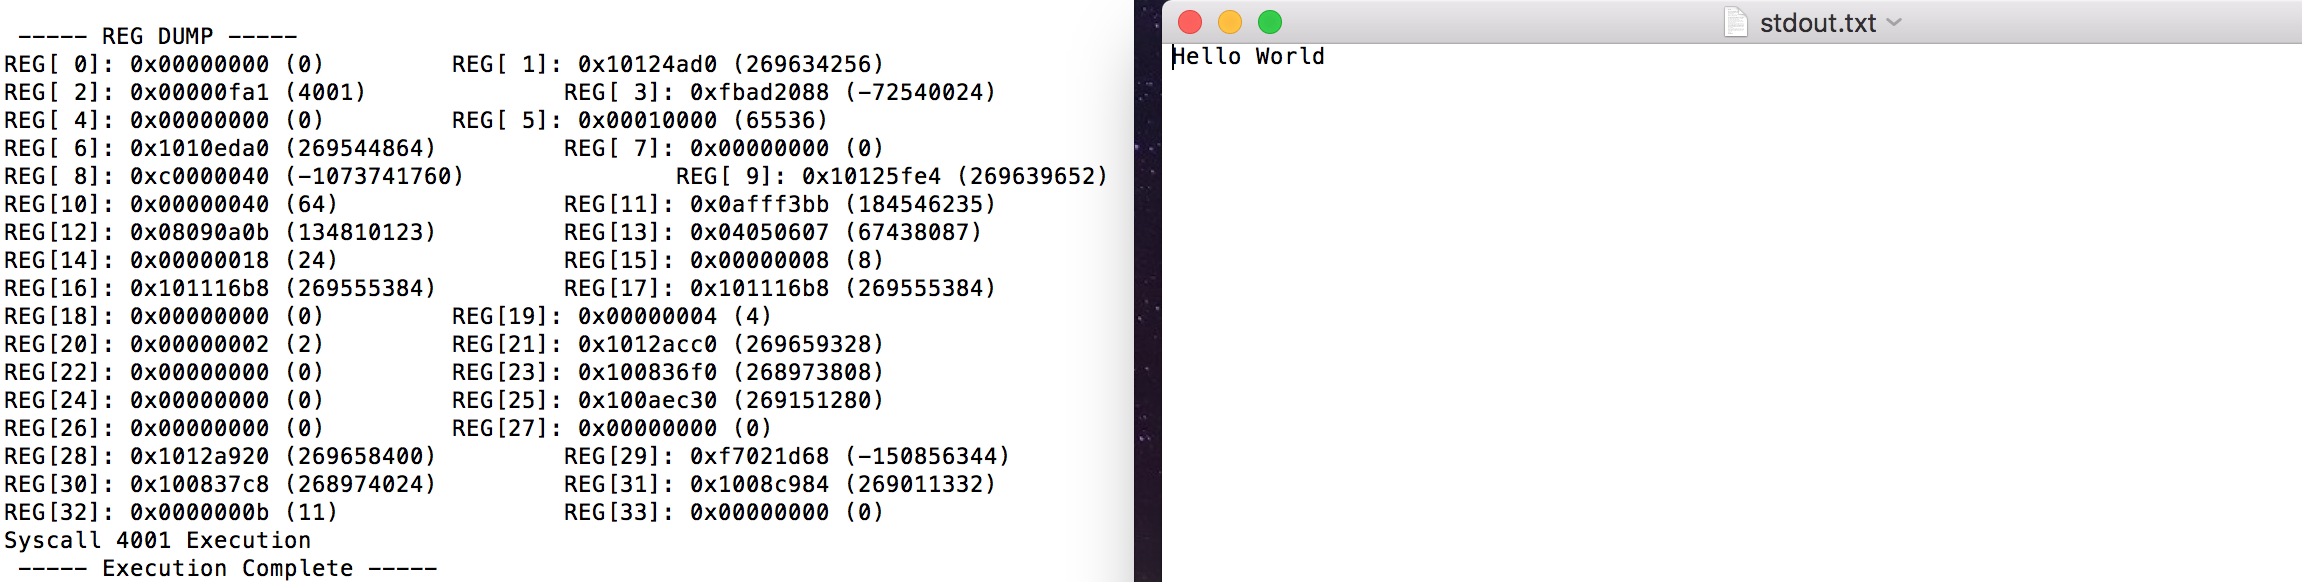 ----- REG DUMP -----
REG[ 0]: 0x00000000 (0) REG[ 1]: 0x10124ad0 (269634256)
REG[ 2]: 0x00000fa1 (4001) REG[ 3]: 0xfbad2088 (-72540024)
REG[ 4]: 0x00000000 (0) REG[ 5]: 0x00010000 (65536)
REG[ 6]: 0x1010eda0 (269544864) REG[ 7]: 0x00000000 (0)
REG[ 8]: 0xc0000040 (-1073741760) REG[ 9]: 0x10125fe4 (269639652)
REG[10]: 0x00000040 (64) REG[11]: 0x0afff3bb (184546235)
REG[12]: 0x08090a0b (134810123) REG[13]: 0x04050607 (67438087)
REG[14]: 0x00000018 (24) REG[15]: 0x00000008 (8)
REG[16]: 0x101116b8 (269555384) REG[17]: 0x101116b8 (269555384)
REG[18]: 0x00000000 (0) REG[19]: 0x00000004 (4)
REG[20]: 0x00000002 (2) REG[21]: 0x1012acc0 (269659328)
REG[22]: 0x00000000 (0) REG[23]: 0x100836f0 (268973808)
REG[24]: 0x00000000 (0) REG[25]: 0x100aec30 (269151280)
REG[26]: 0x00000000 (0) REG[27]: 0x00000000 (0)
REG[28]: 0x1012a920 (269658400) REG[29]: 0xf7021d68 (-150856344)
REG[30]: 0x100837c8 (268974024) REG[31]: 0x1008c984 (269011332)
REG[32]: 0x0000000b (11) REG[33]: 0x00000000 (0)
Syscall 4001 Execution
----- Execution Complete -----
stdout.txt
Hello World